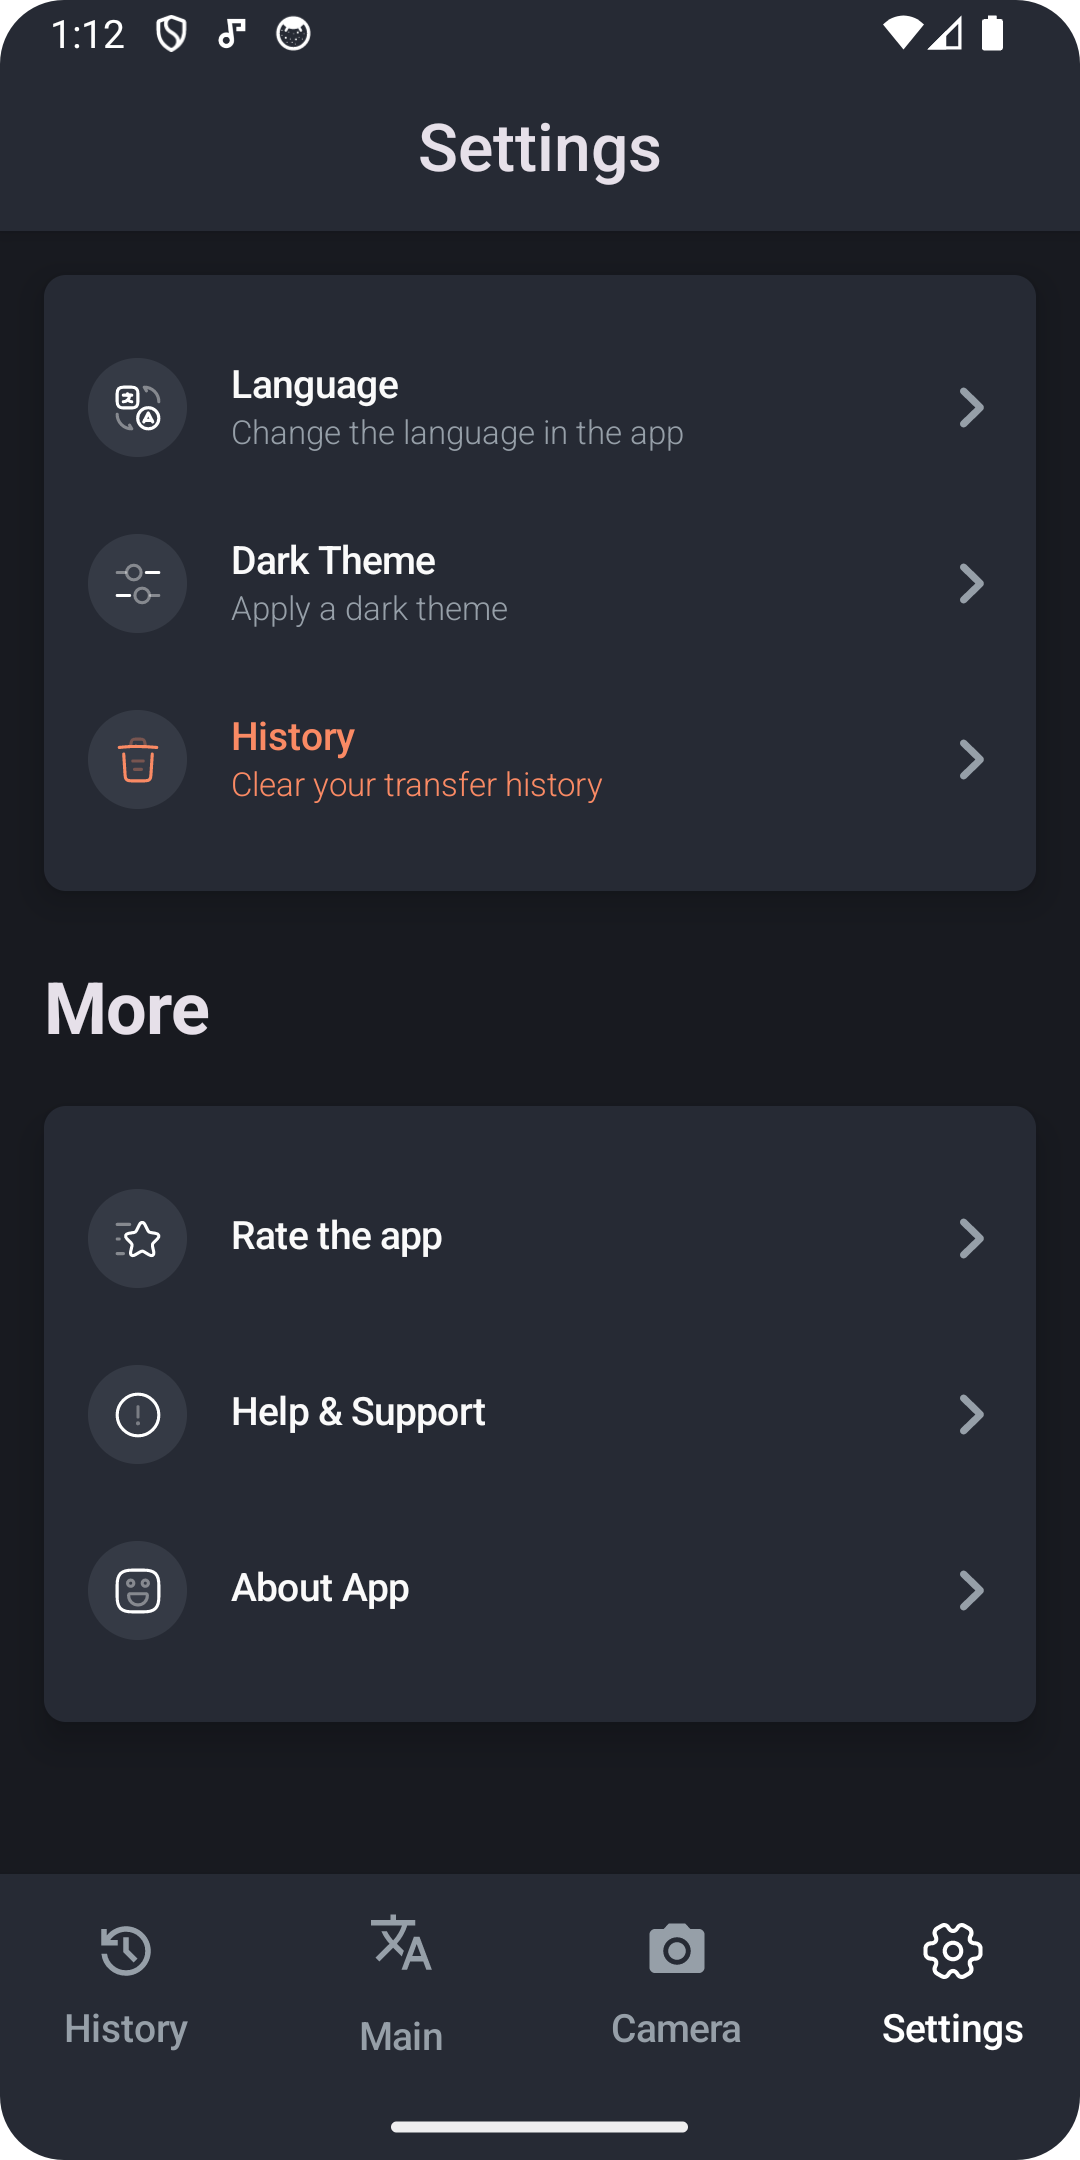 1:12
Settings
Language
Change the language in the app
Dark Theme
Apply a dark theme
History
Clear your transfer history
More
Rate the app
Help & Support
About App
History
Main
Camera
Settings